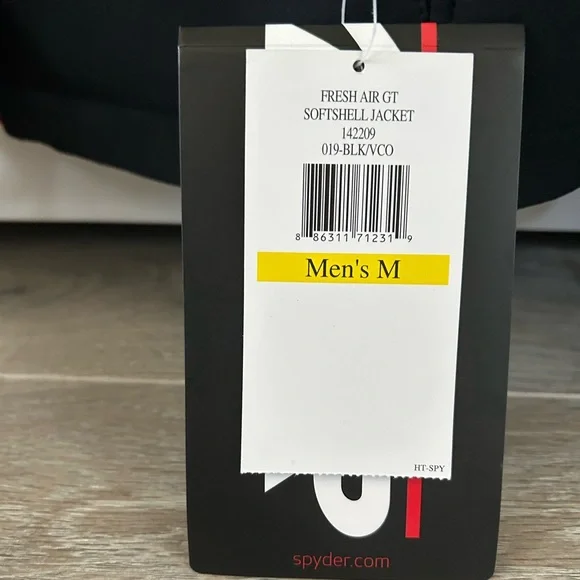 FRESH AIR GT
SOFTSHELL JACKET
142209
019-BLK/VCO
8 86311 71231 9
Men's M
HT-SPY
spyder.com